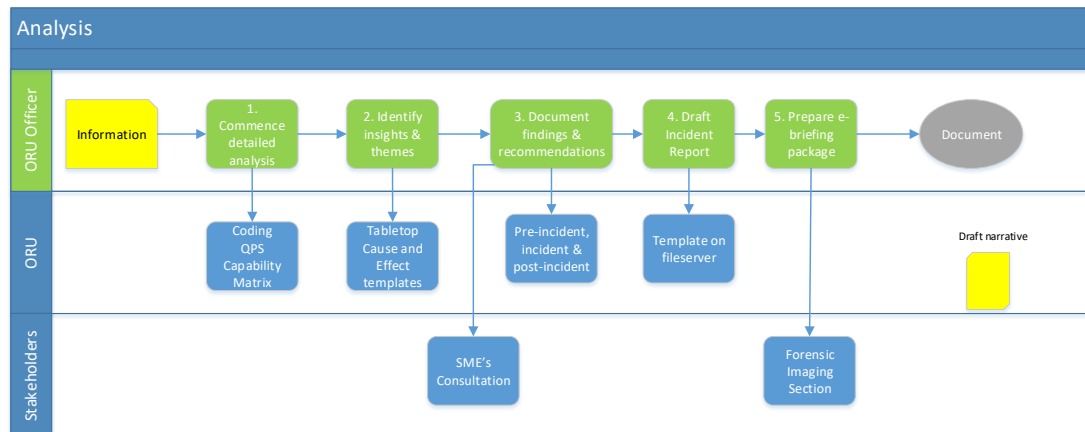 Analysis
ORU Officer
Information
1.
Commence
detailed
analysis
2. Identify
insights &
themes
3. Document
findings &
recommendations
4. Draft
Incident
Report
5. Prepare e-
briefing
package
Document
ORU
Coding
QPS
Capability
Matrix
Tabletop
Cause and
Effect
templates
Pre-incident,
incident &
post-incident
Template on
fileserver
Draft narrative
Stakeholders
SME's
Consultation
Forensic
Imaging
Section